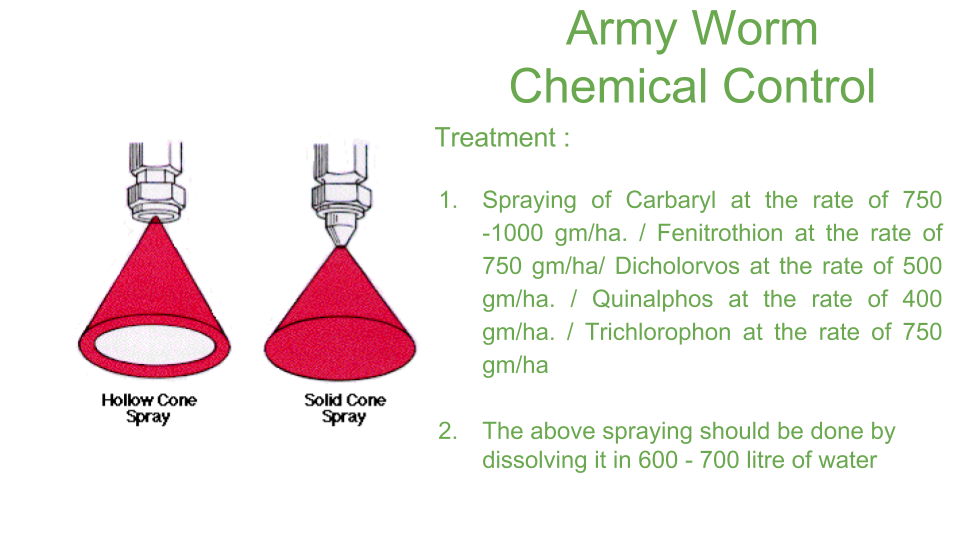 Army Worm
Chemical Control
Treatment :
1. Spraying of Carbaryl at the rate of 750
-1000 gm/ha. / Fenitrothion at the rate of
750 gm/ha/ Dicholorvos at the rate of 500
gm/ha. / Quinalphos at the rate of 400
gm/ha. / Trichlorophon at the rate of 750
gm/ha
2. The above spraying should be done by
dissolving it in 600 - 700 litre of water
Hollow Cone
Spray
Solid Cone
Spray